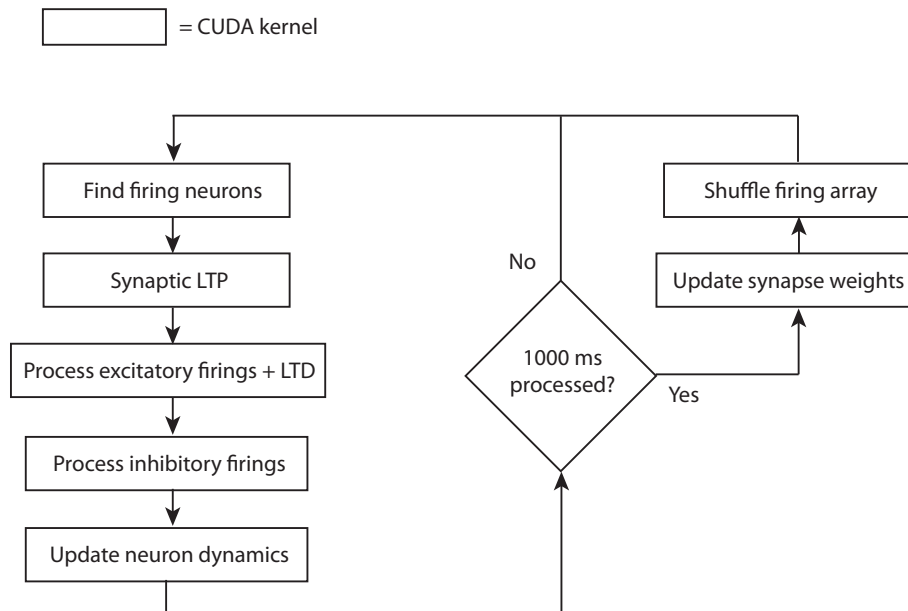 = CUDA kernel
Find firing neurons
Synaptic LTP
Process excitatory firings + LTD
Process inhibitory firings
Update neuron dynamics
No
1000 ms
processed?
Yes
Shuffle firing array
Update synapse weights